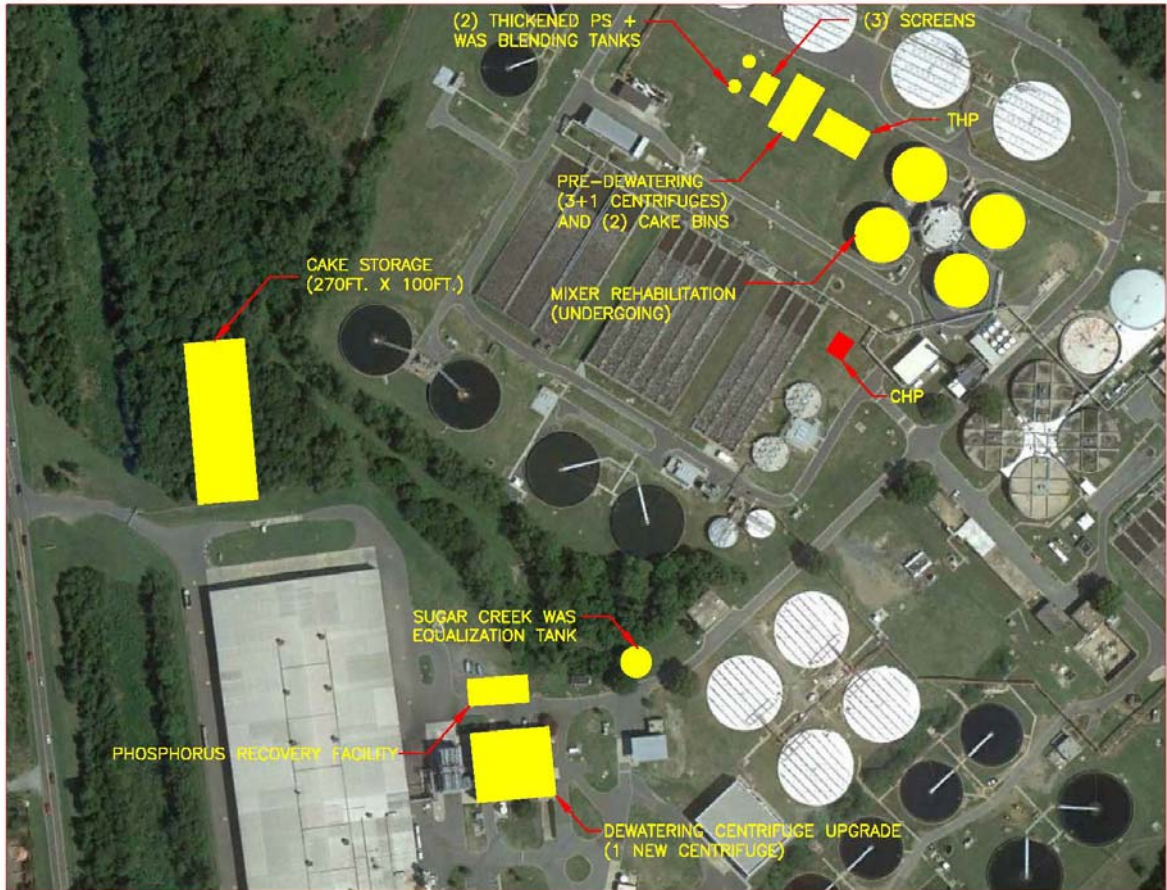 (2) THICKENED PS +
WAS BLENDING TANKS
(3) SCREENS
THP
PRE-DEWATERING
(3+1 CENTRIFUGES)
AND (2) CAKE BINS
CAKE STORAGE
(270FT. X 100FT.)
MIXER REHABILITATION
(UNDERGOING)
CHP
SUGAR CREEK WAS
EQUALIZATION TANK
PHOSPHORUS RECOVERY FACILITY
DEWATERING CENTRIFUGE UPGRADE
(1 NEW CENTRIFUGE)